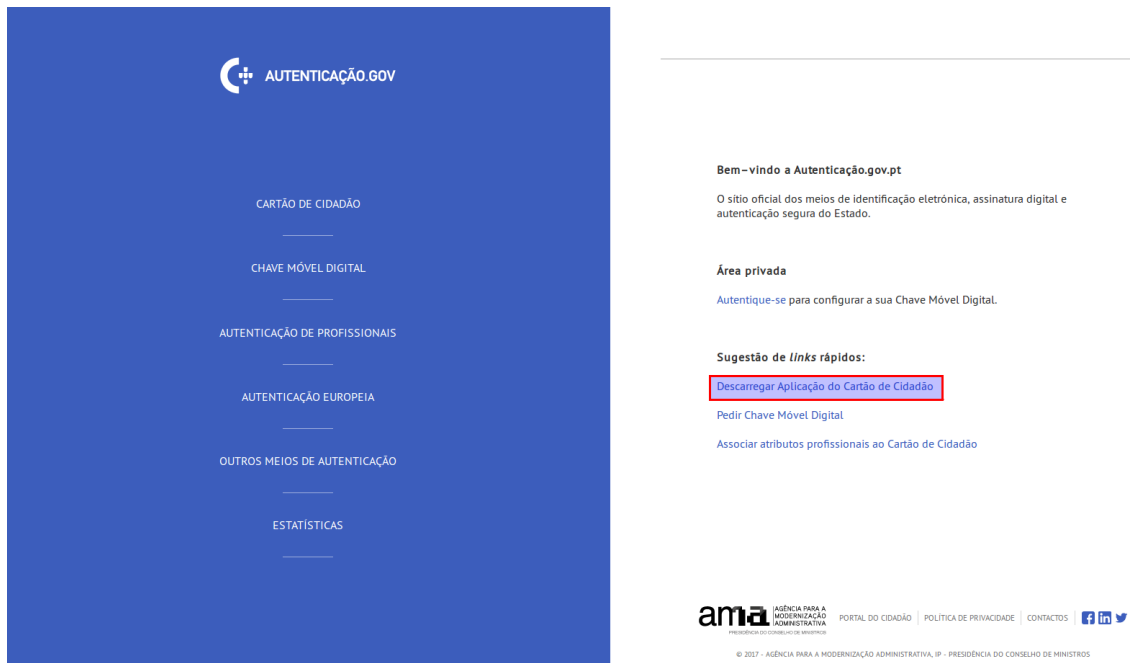 AUTENTICAÇÃO.GOV
CARTÃO DE CIDADÃO
CHAVE MÓVEL DIGITAL
AUTENTICAÇÃO DE PROFISSIONAIS
AUTENTICAÇÃO EUROPEIA
OUTROS MEIOS DE AUTENTICAÇÃO
ESTATÍSTICAS
Bem-vindo a Autenticação.gov.pt
O sítio oficial dos meios de identificação eletrónica, assinatura digital e
autenticação segura do Estado.
Área privada
Autentique-se para configurar a sua Chave Móvel Digital.
Sugestão de links rápidos:
Descarregar Aplicação do Cartão de Cidadão
Pedir Chave Móvel Digital
Associar atributos profissionais ao Cartão de Cidadão
ama
AGÊNCIA PARA A
MODERNIZAÇÃO
ADMINISTRATIVA
PRESIDÊNCIA DO CONSELHO DE MINISTROS
PORTAL DO CIDADÃO POLÍTICA DE PRIVACIDADE CONTACTOS
© 2017 - AGÊNCIA PARA A MODERNIZAÇÃO ADMINISTRATIVA, IP - PRESIDÊNCIA DO CONSELHO DE MINISTROS